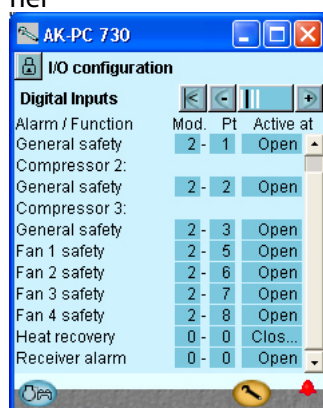 AK-PC 730
I/O configuration
Digital Inputs
Alarm / Function Mod. Pt Active at
General safety 2 - 1 Open
Compressor 2:
General safety 2 - 2 Open
Compressor 3:
General safety 2 - 3 Open
Fan 1 safety 2 - 5 Open
Fan 2 safety 2 - 6 Open
Fan 3 safety 2 - 7 Open
Fan 4 safety 2 - 8 Open
Heat recovery 0 - 0 Clos...
Receiver alarm 0 - 0 Open